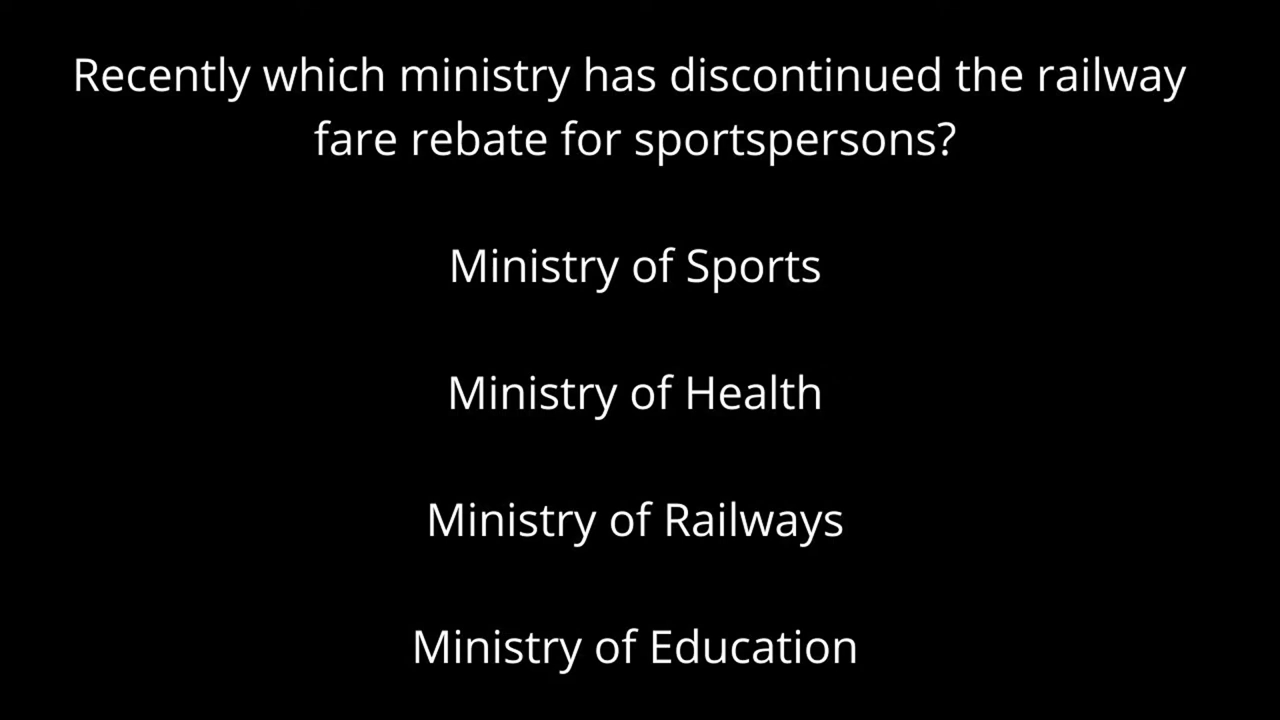 Recently which ministry has discontinued the railway
fare rebate for sportspersons?
Ministry of Sports
Ministry of Health
Ministry of Railways
Ministry of Education